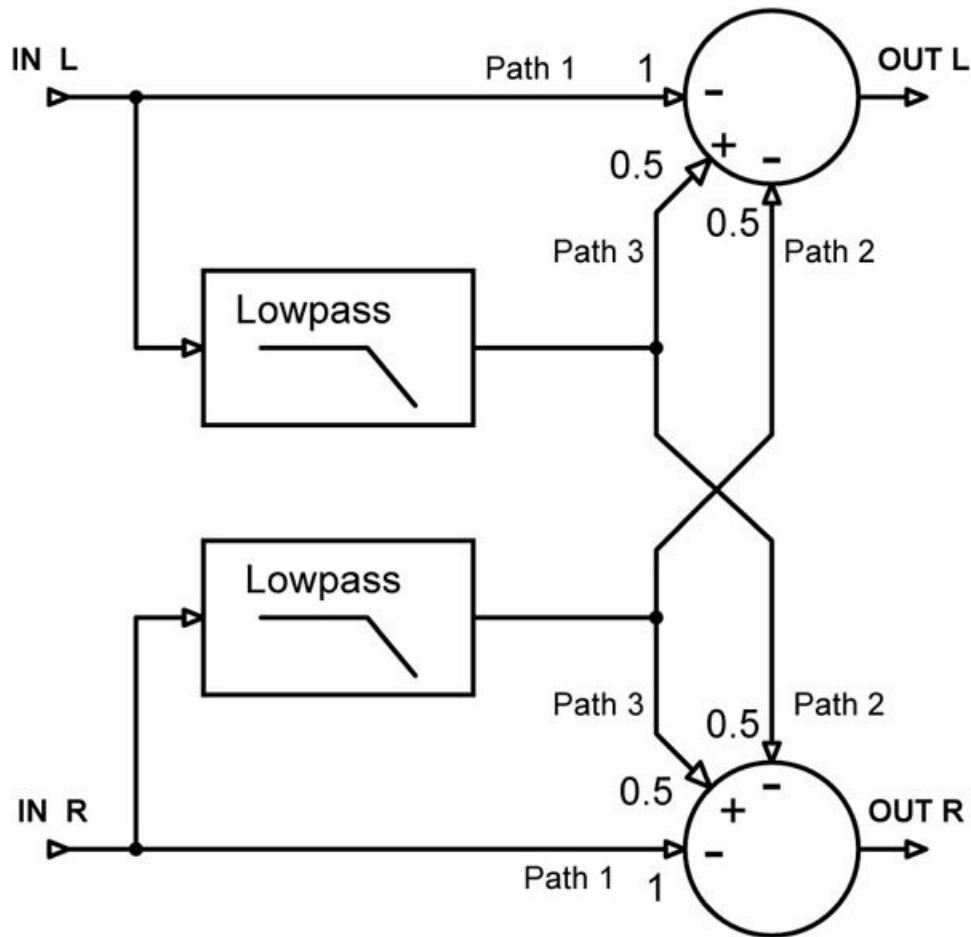 IN L
Path 1
1
-
OUT L
+
-
0.5
0.5
Path 3
Path 2
Lowpass
Lowpass
Path 3
0.5
Path 2
0.5
-
+
IN R
-
OUT R
Path 1
1